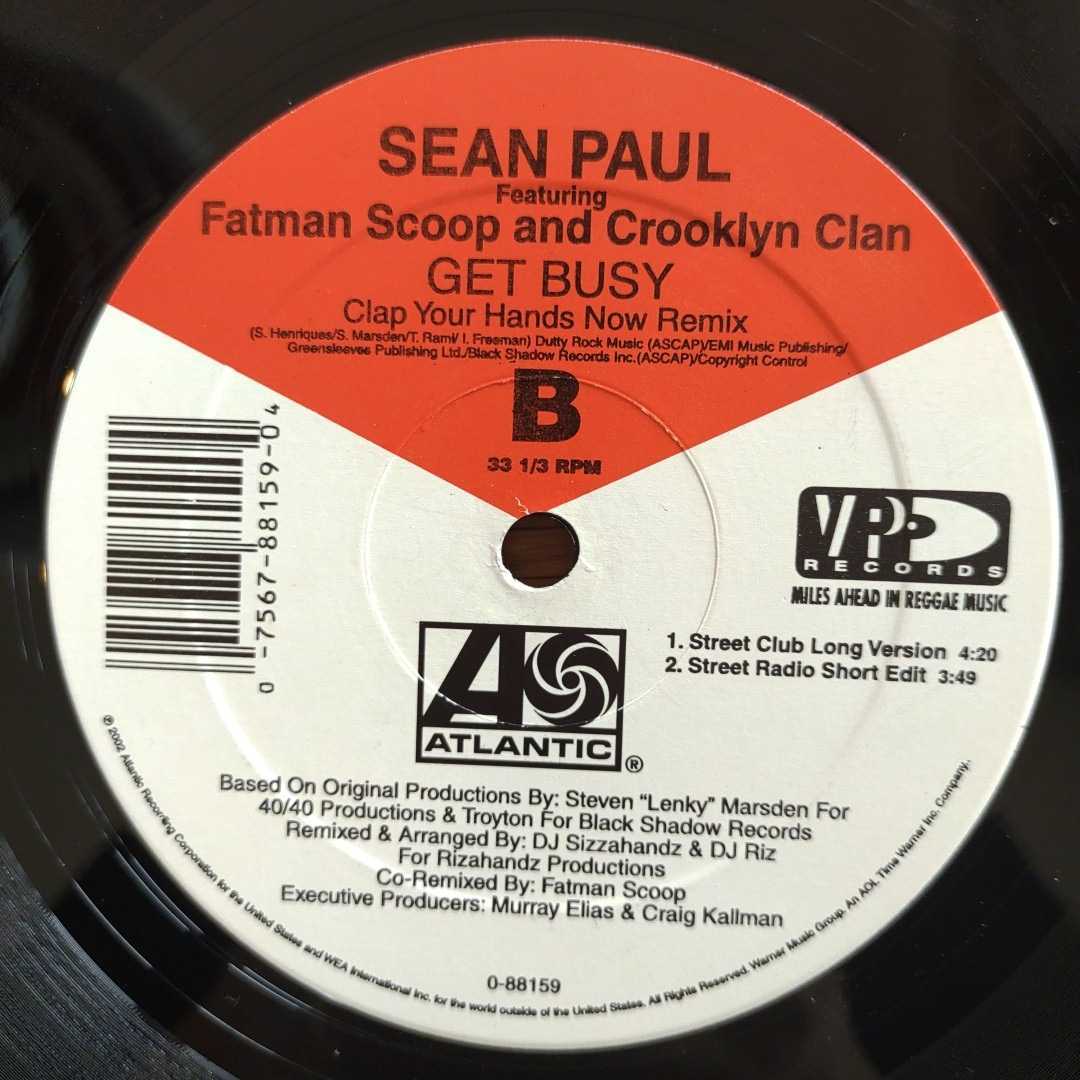 SEAN PAUL
Featuring
Fatman Scoop and Crooklyn Clan
GET BUSY
Clap Your Hands Now Remix
(S. Henriques/S. Marsden/T. Rami/ I. Freeman) Dutty Rock Music (ASCAP)/EMI Music Publishing/
Greensleeves Publishing Ltd./Black Shadow Records Inc.(ASCAP)/Copyright Control
B
33 1/3 RPM
0-7567-88159-0 4
VP
RECORDS
MILES AHEAD IN REGGAE MUSIC
1. Street Club Long Version 4:20
2. Street Radio Short Edit 3:49
ATLANTIC ®
Based On Original Productions By: Steven "Lenky" Marsden For
40/40 Productions & Troyton For Black Shadow Records
Remixed & Arranged By: DJ Sizzahandz & DJ Riz
For Rizahandz Productions
Co-Remixed By: Fatman Scoop
Executive Producers: Murray Elias & Craig Kallman
0-88159
℗ 2002 Atlantic Recording Corporation for the United States and WEA International Inc. for the world outside of the United States. All Rights Reserved. Warner Music Group. An AOL Time Warner Inc. Company.